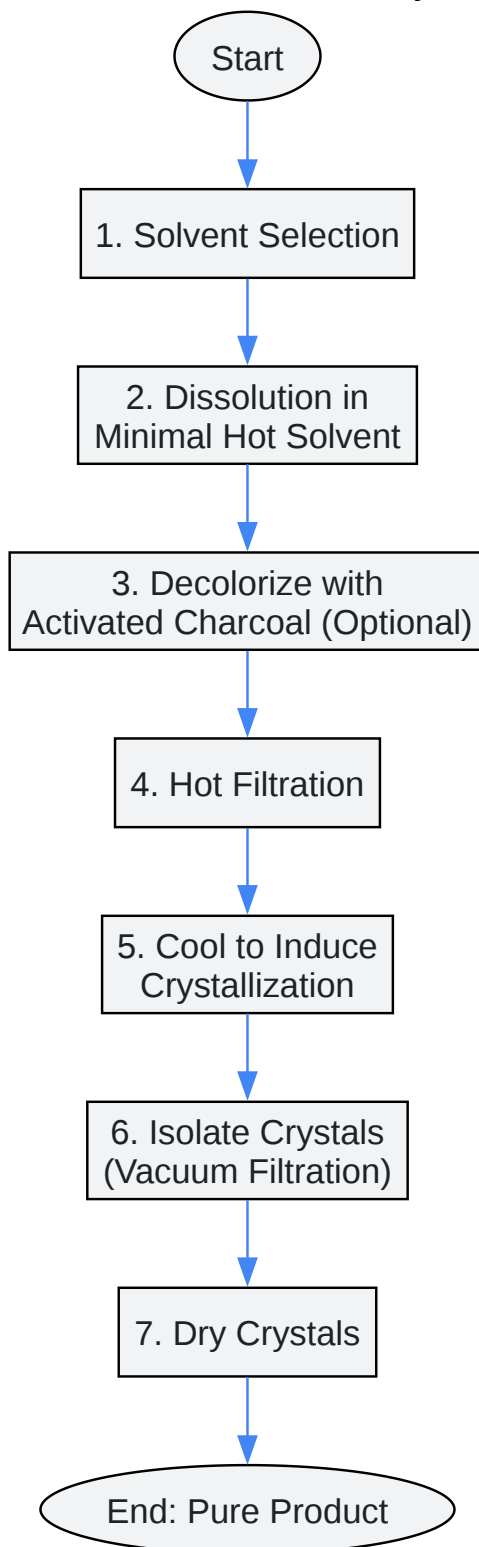 Start
1. Solvent Selection
2. Dissolution in
Minimal Hot Solvent
3. Decolorize with
Activated Charcoal (Optional)
4. Hot Filtration
5. Cool to Induce
Crystallization
6. Isolate Crystals
(Vacuum Filtration)
7. Dry Crystals
End: Pure Product